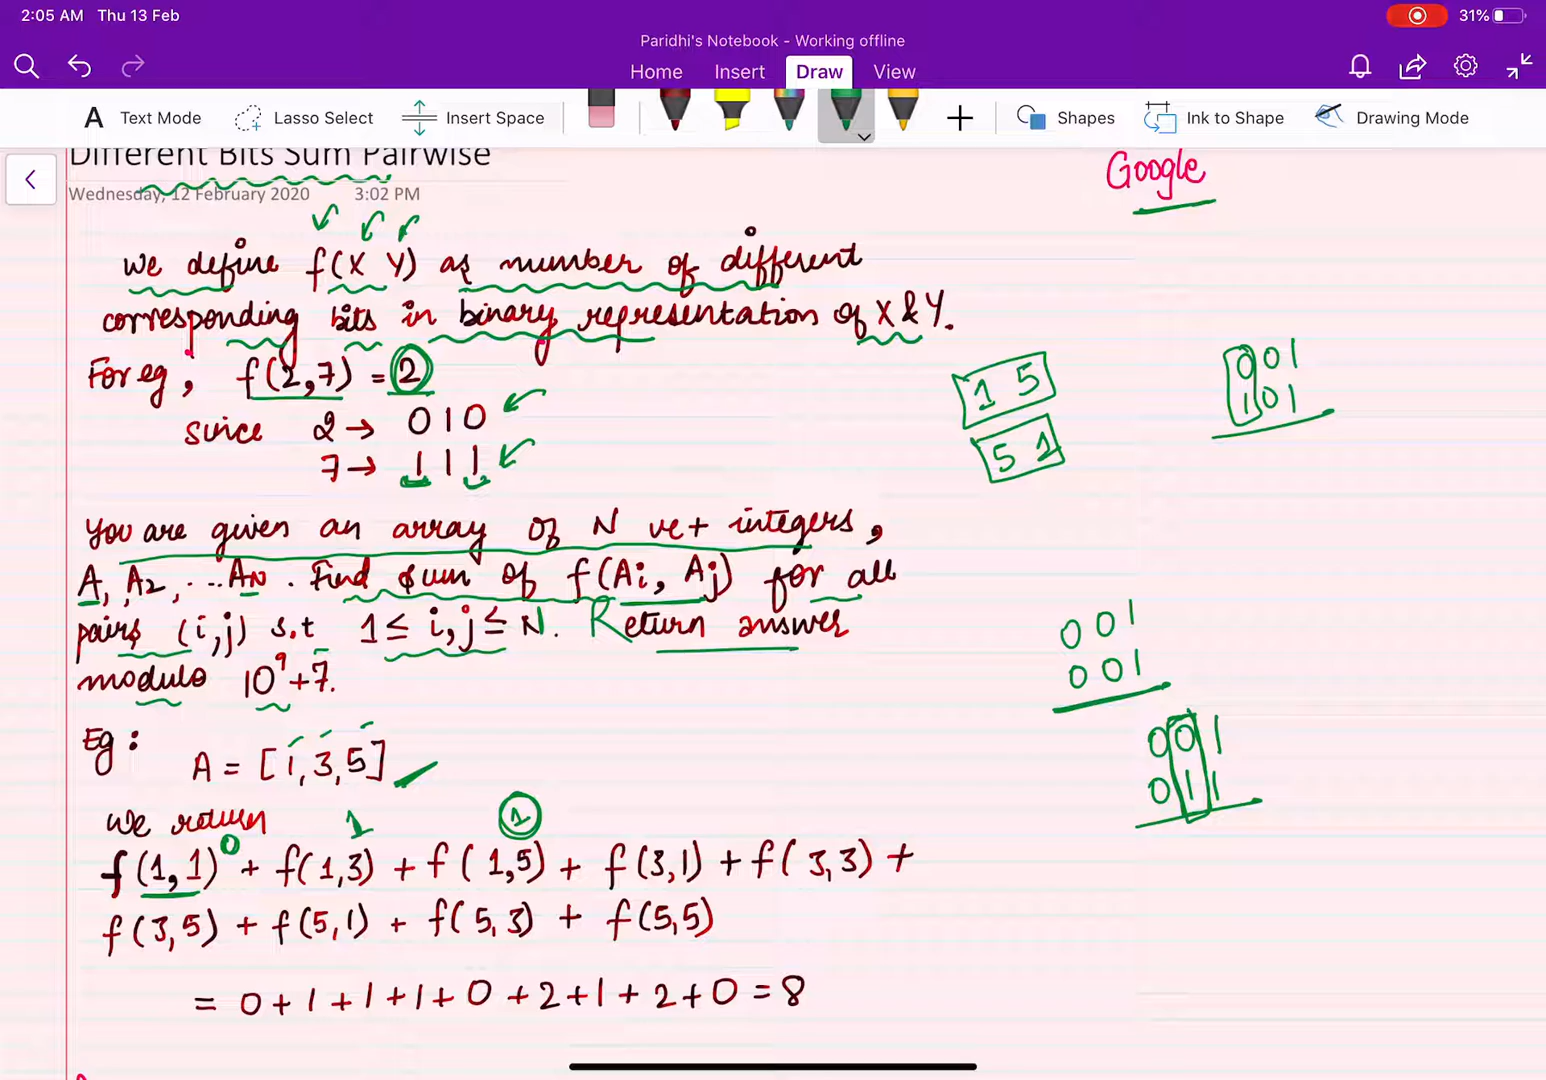 2:05 AM Thu 13 Feb
31%
Paridhi's Notebook - Working offline
Home Insert Draw View
A Text Mode Lasso Select Insert Space Shapes Ink to Shape Drawing Mode
Different Bits Sum Pairwise
Wednesday, 12 February 2020 3:02 PM
Google
We define f(X Y) as number of different
corresponding bits in binary representation of X & Y.
For eg, f(2,7) = 2
since 2 → 010
7 → 111
1 5
5 1
001
101
You are given an array of N ve+ integers,
A, A2, ...AN. Find sum of f(Ai, Aj) for all
pairs (i,j) s.t 1 ≤ i,j ≤ N. Return answer
modulo 10^9+7.
001
001
001
011
Eg:
A = [1,3,5]
We return
0 1 1
f(1,1) + f(1,3) + f(1,5) + f(3,1) + f(3,3) +
f(3,5) + f(5,1) + f(5,3) + f(5,5)
= 0+1+1+1+0+2+1+2+0 = 8